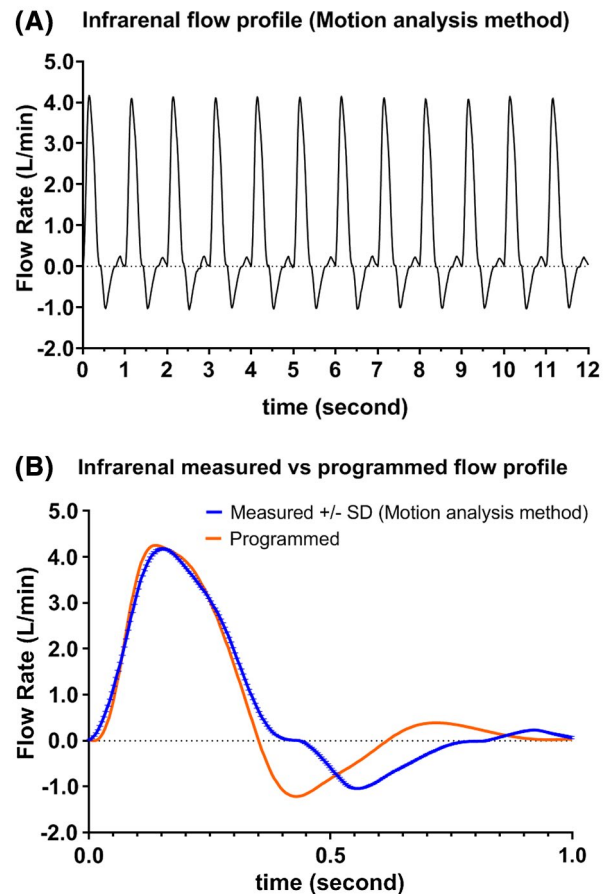 (A) Infrarenal flow profile (Motion analysis method)
Flow Rate (L/min)
5.0
4.0
3.0
2.0
1.0
0.0
-1.0
-2.0
0 1 2 3 4 5 6 7 8 9 10 11 12
time (second)
(B) Infrarenal measured vs programmed flow profile
Flow Rate (L/min)
5.0
4.0
3.0
2.0
1.0
0.0
-1.0
-2.0
Measured +/- SD (Motion analysis method)
Programmed
0.0 0.5 1.0
time (second)